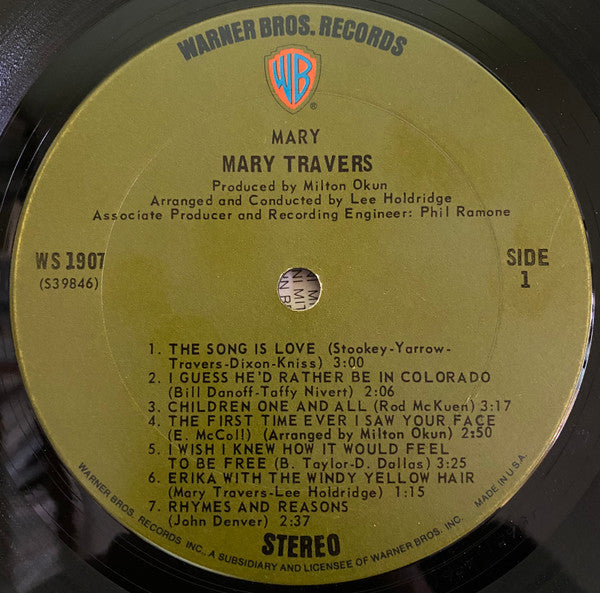 WARNER BROS. RECORDS
WB
®
MARY
MARY TRAVERS
Produced by Milton Okun
Arranged and Conducted by Lee Holdridge
Associate Producer and Recording Engineer: Phil Ramone
WS 1907
(S39846)
SIDE
1
1. THE SONG IS LOVE (Stookey-Yarrow-
Travers-Dixon-Kniss) 3:00
2. I GUESS HE'D RATHER BE IN COLORADO
(Bill Danoff-Taffy Nivert) 2:06
3. CHILDREN ONE AND ALL (Rod McKuen) 3:17
4. THE FIRST TIME EVER I SAW YOUR FACE
(E. McColl) (Arranged by Milton Okun) 2:50
5. I WISH I KNEW HOW IT WOULD FEEL
TO BE FREE (B. Taylor-D. Dallas) 3:25
6. ERIKA WITH THE WINDY YELLOW HAIR
(Mary Travers-Lee Holdridge) 1:15
7. RHYMES AND REASONS
(John Denver) 2:37
STEREO
WARNER BROS. RECORDS INC., A SUBSIDIARY AND LICENSEE OF WARNER BROS. INC. MADE IN U.S.A.